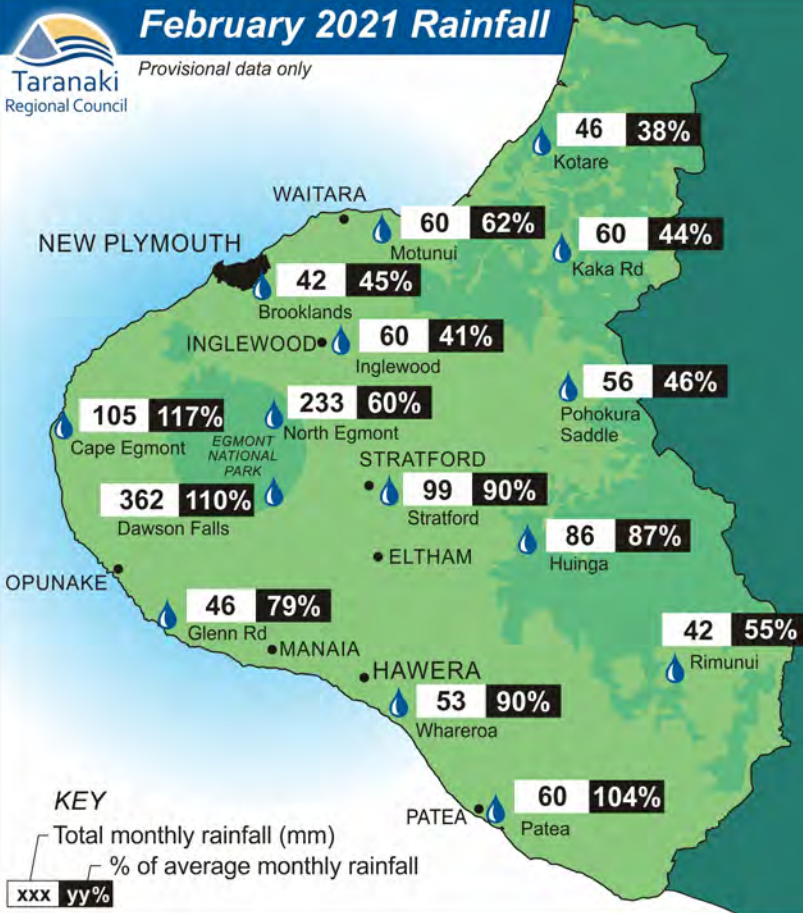 February 2021 Rainfall
Taranaki
Regional Council
Provisional data only
46 38%
Kotare
WAITARA
60 62%
Motunui
60 44%
Kaka Rd
NEW PLYMOUTH
42 45%
Brooklands
INGLEWOOD
60 41%
Inglewood
56 46%
Pohokura
Saddle
105 117%
Cape Egmont
233 60%
North Egmont
EGMONT
NATIONAL
PARK
STRATFORD
362 110%
Dawson Falls
99 90%
Stratford
86 87%
Huinga
ELTHAM
OPUNAKE
46 79%
Glenn Rd
MANAIA
42 55%
Rimunui
HAWERA
53 90%
Whareroa
PATEA
60 104%
Patea
KEY
Total monthly rainfall (mm)
% of average monthly rainfall
xxx yy%